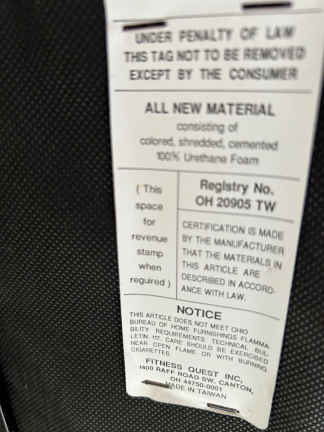 UNDER PENALTY OF LAW
THIS TAG NOT TO BE REMOVED
EXCEPT BY THE CONSUMER
ALL NEW MATERIAL
consisting of
colored, shredded, cemented
100% Urethane Foam
( This
space
for
revenue
stamp
when
required )
Registry No.
OH 20905 TW
CERTIFICATION IS MADE
BY THE MANUFACTURER
THAT THE MATERIALS IN
THIS ARTICLE ARE
DESCRIBED IN ACCORD-
ANCE WITH LAW.
NOTICE
THIS ARTICLE DOES NOT MEET OHIO
BUREAU OF HOME FURNISHINGS FLAMMA-
BILITY REQUIREMENTS TECHNICAL BUL-
LETIN 117. CARE SHOULD BE EXERCISED
NEAR OPEN FLAME OR WITH BURNING
CIGARETTES
FITNESS QUEST INC,
1400 RAFF ROAD SW, CANTON,
OH 44750-0001
MADE IN TAIWAN